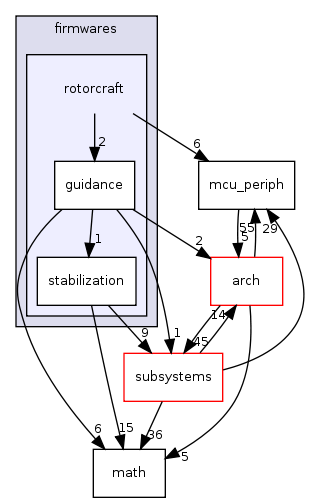 firmwares
rotorcraft
2
6
guidance
mcu_periph
1
2
55
5
29
stabilization
arch
9
1
14
45
subsystems
6
15
36
5
math